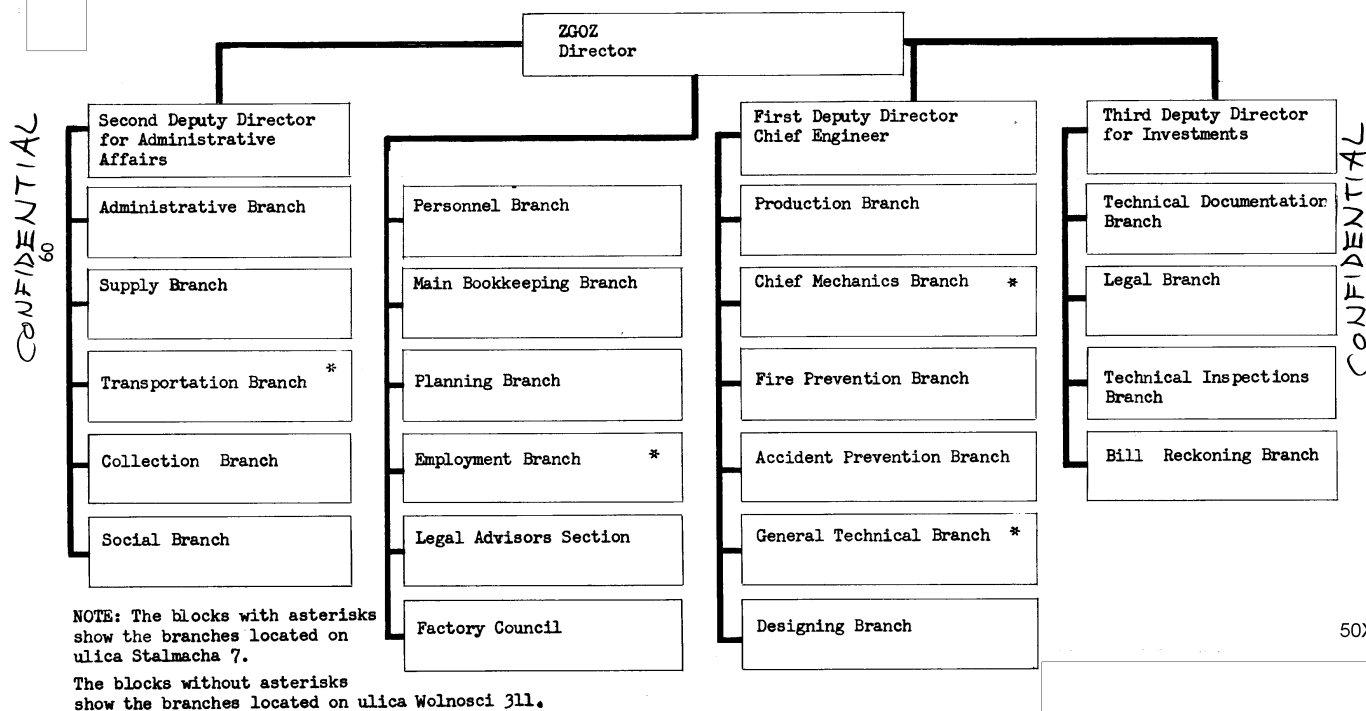 ZGOZ
Director
CONFIDENTIAL
60
Second Deputy Director
for Administrative
Affairs
Administrative Branch
Supply Branch
Transportation Branch *
Collection Branch
Social Branch
Personnel Branch
Main Bookkeeping Branch
Planning Branch
Employment Branch *
Legal Advisors Section
Factory Council
First Deputy Director
Chief Engineer
Production Branch
Chief Mechanics Branch *
Fire Prevention Branch
Accident Prevention Branch
General Technical Branch *
Designing Branch
Third Deputy Director
for Investments
Technical Documentation
Branch
Legal Branch
Technical Inspections
Branch
Bill Reckoning Branch
CONFIDENTIAL
NOTE: The blocks with asterisks
show the branches located on
ulica Stalmacha 7.
The blocks without asterisks
show the branches located on ulica Wolnosci 311.
50X